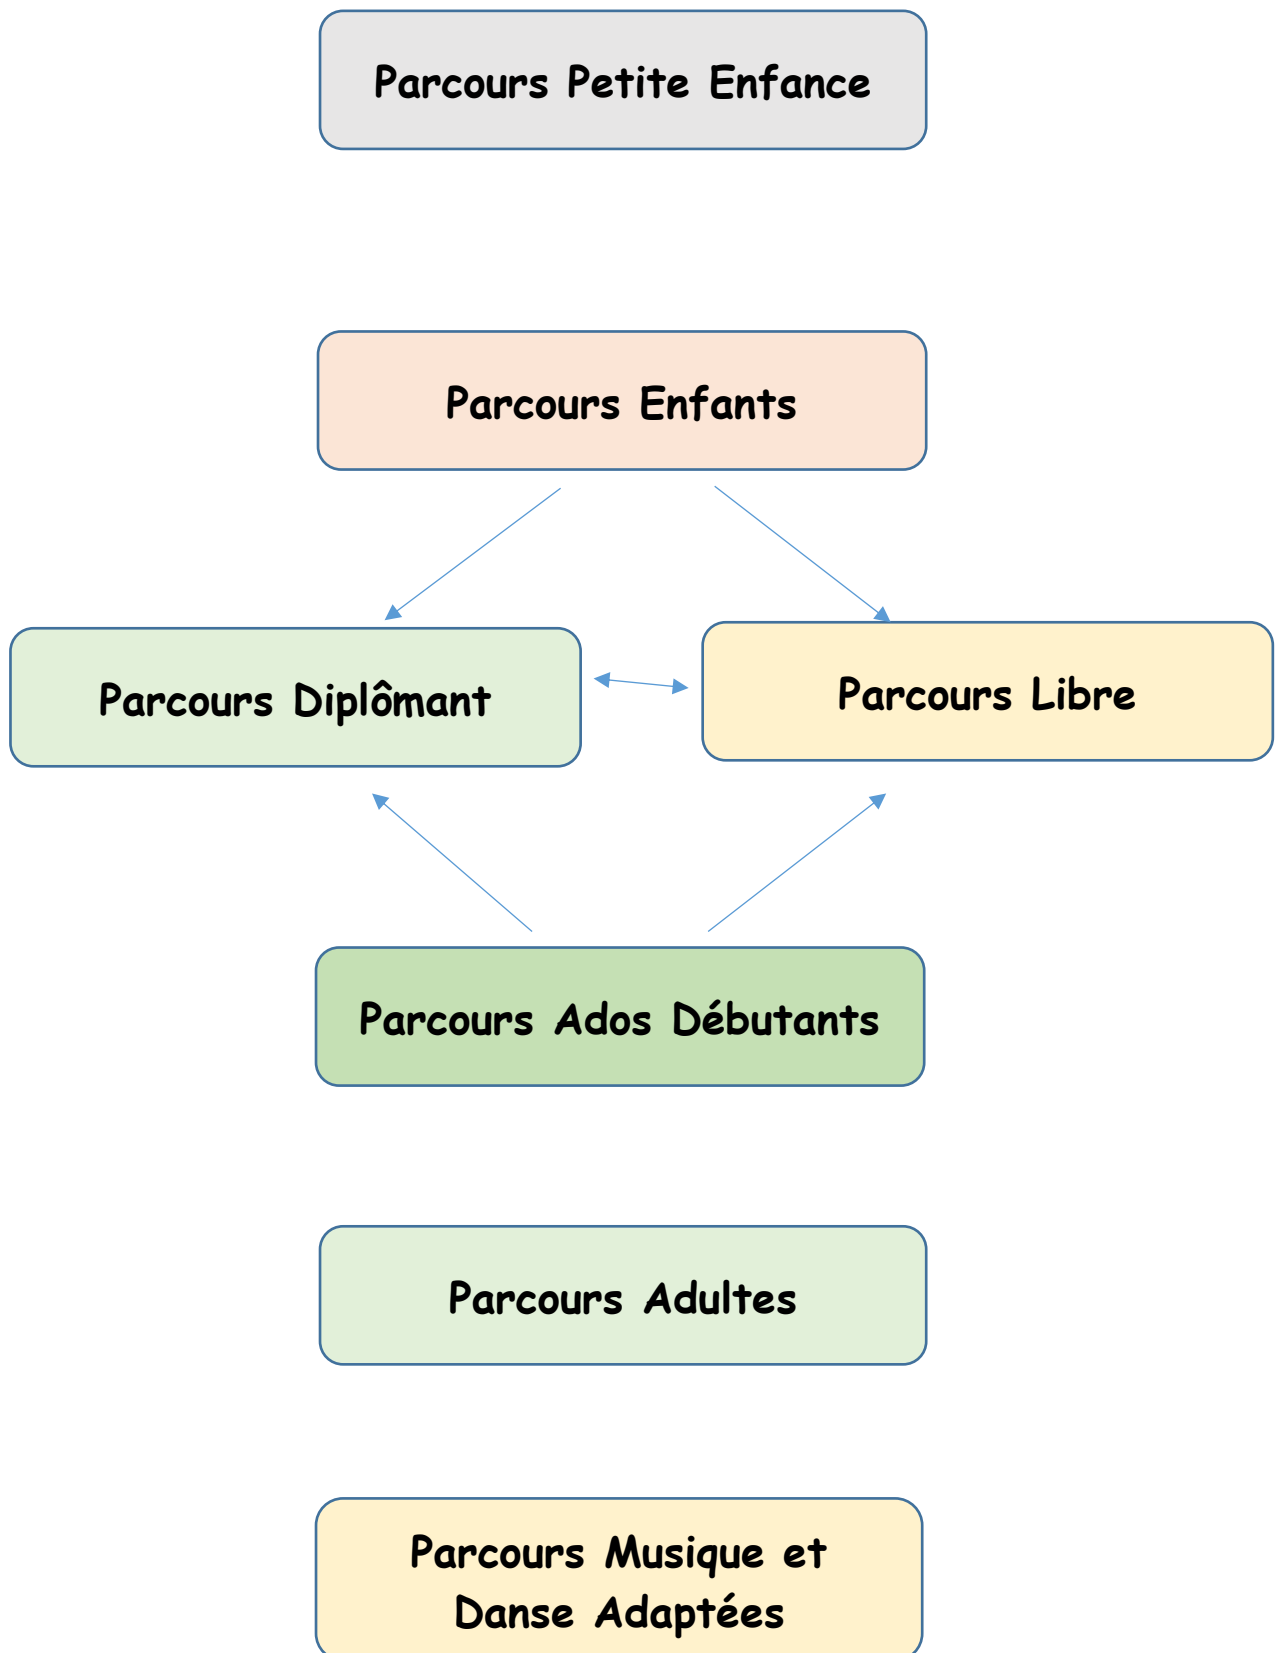 Parcours Petite Enfance
Parcours Enfants
Parcours Diplômant
Parcours Libre
Parcours Ados Débutants
Parcours Adultes
Parcours Musique et
Danse Adaptées